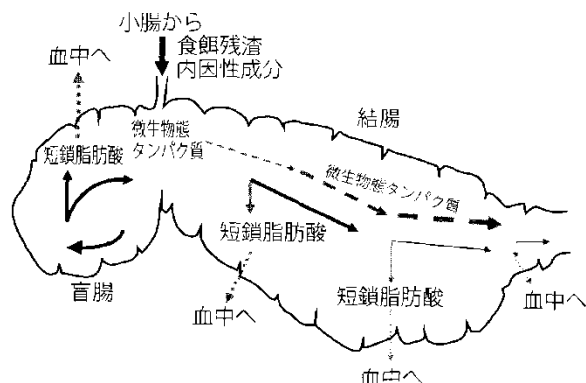 小腸から
食餌残渣
内因性成分
血中へ
結腸
微生物態
タンパク質
短鎖脂肪酸
微生物態タンパク質
短鎖脂肪酸
盲腸
短鎖脂肪酸
血中へ
血中へ
血中へ